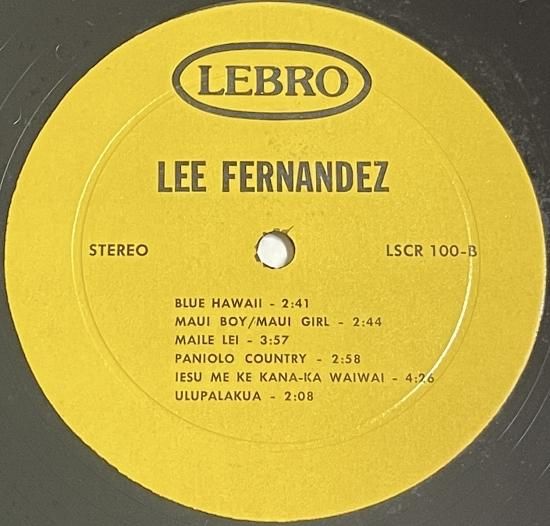 LEBRO
LEE FERNANDEZ
STEREO
LSCR 100-B
BLUE HAWAII - 2:41
MAUI BOY/MAUI GIRL - 2:44
MAILE LEI - 3:57
PANIOLO COUNTRY - 2:58
IESU ME KE KANA-KA WAIWAI - 4:26
ULUPALAKUA - 2:08